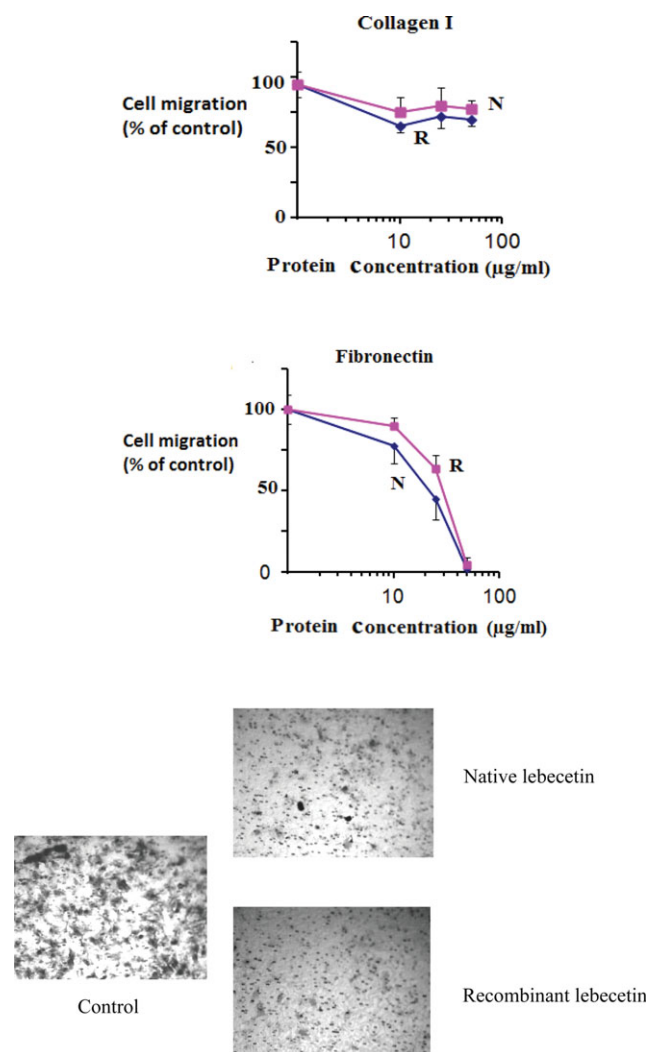 Collagen I
100
Cell migration
(% of control)
50
0
N
R
10
100
Protein Concentration (µg/ml)
Fibronectin
100
Cell migration
(% of control)
50
0
N
R
10
100
Protein Concentration (µg/ml)
Native lebecetin
Control
Recombinant lebecetin